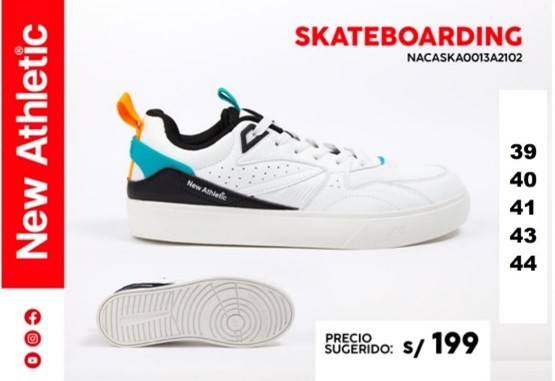 New Athletic®
SKATEBOARDING
NACASKA0013A2102
New Athletic
39
40
41
43
44
PRECIO
SUGERIDO: s/ 199